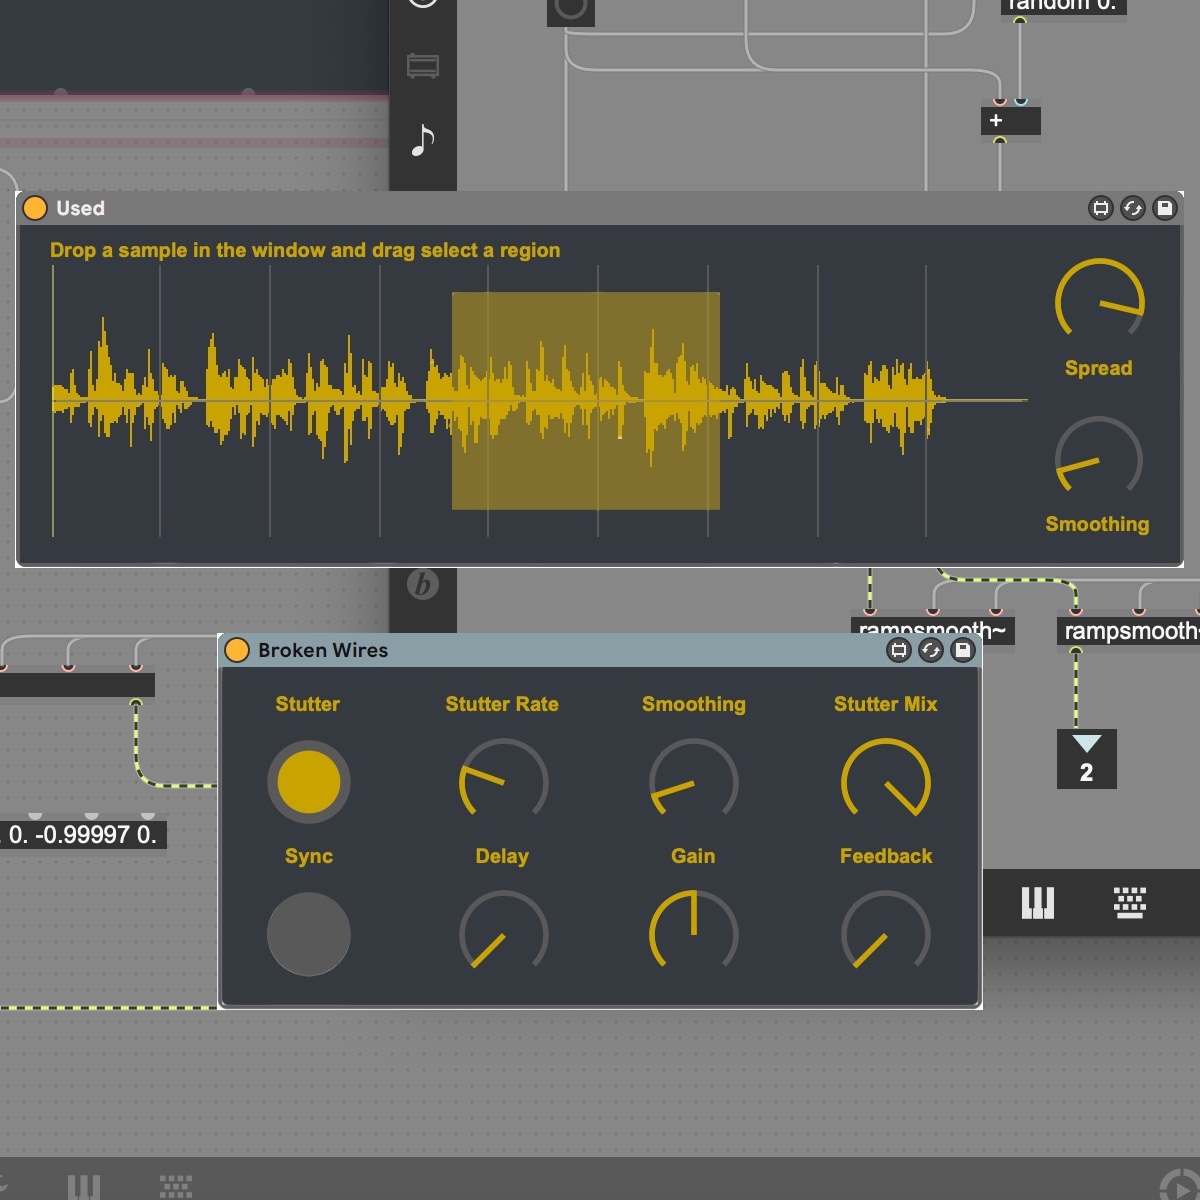 random 0.
+
Used
Drop a sample in the window and drag select a region
Spread
Smoothing
b
rampsmooth~
rampsmooth~
Broken Wires
Stutter
Stutter Rate
Smoothing
Stutter Mix
2
0. -0.99997 0.
Sync
Delay
Gain
Feedback